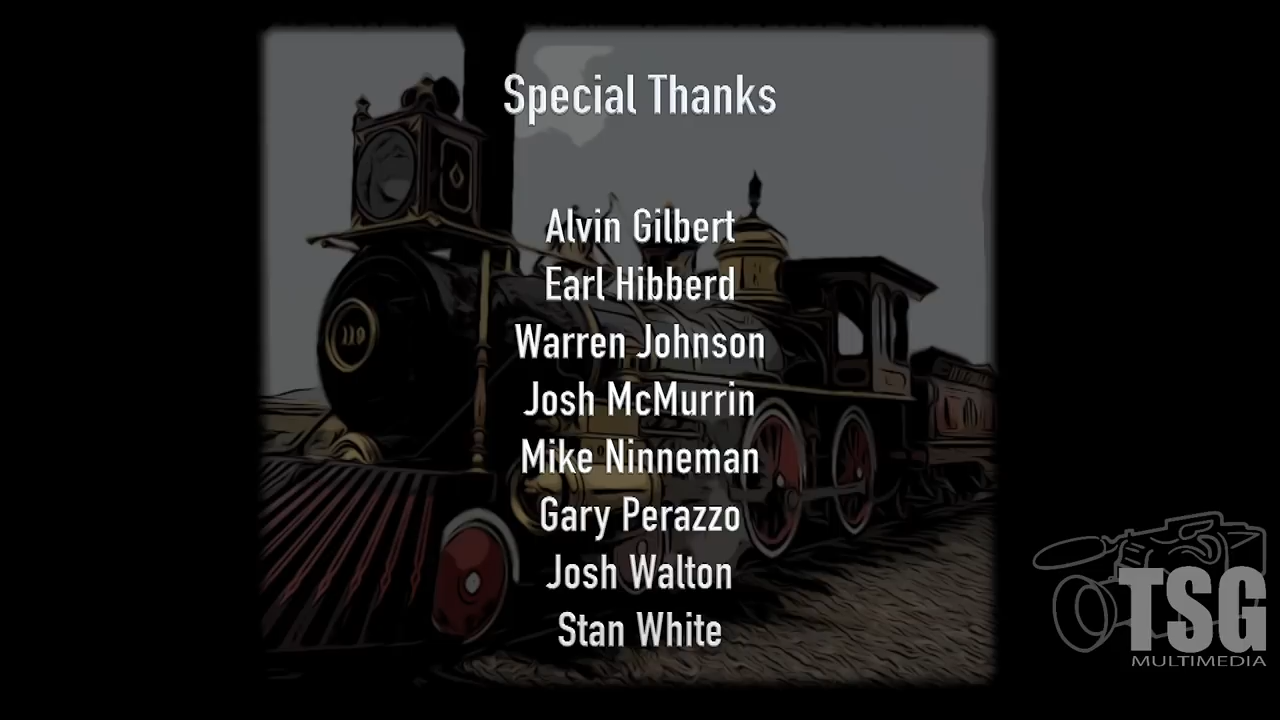 Special Thanks
Alvin Gilbert
Earl Hibberd
Warren Johnson
Josh McMurrin
Mike Ninneman
Gary Perazzo
Josh Walton
Stan White
119
TSG
MULTIMEDIA